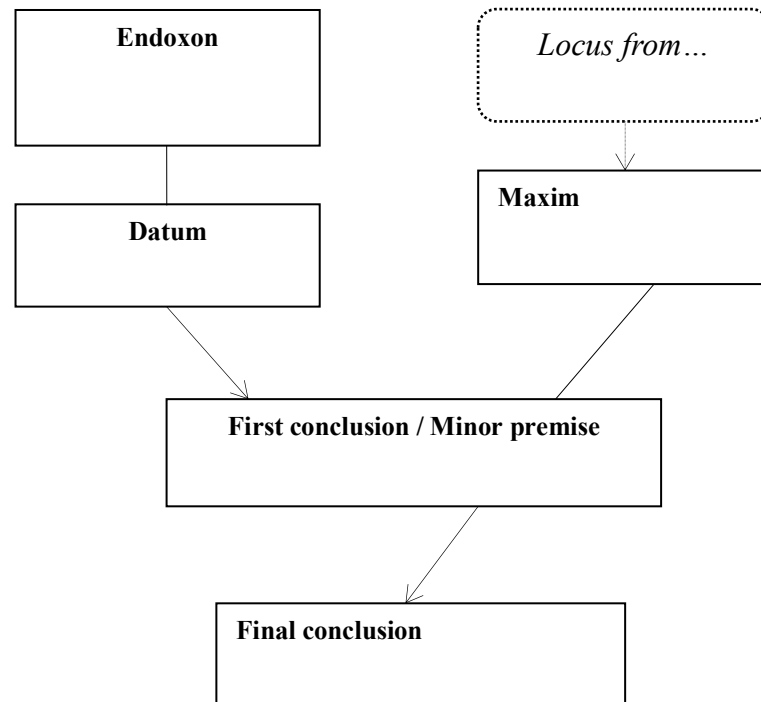 Endoxon
Locus from…
Datum
Maxim
First conclusion / Minor premise
Final conclusion